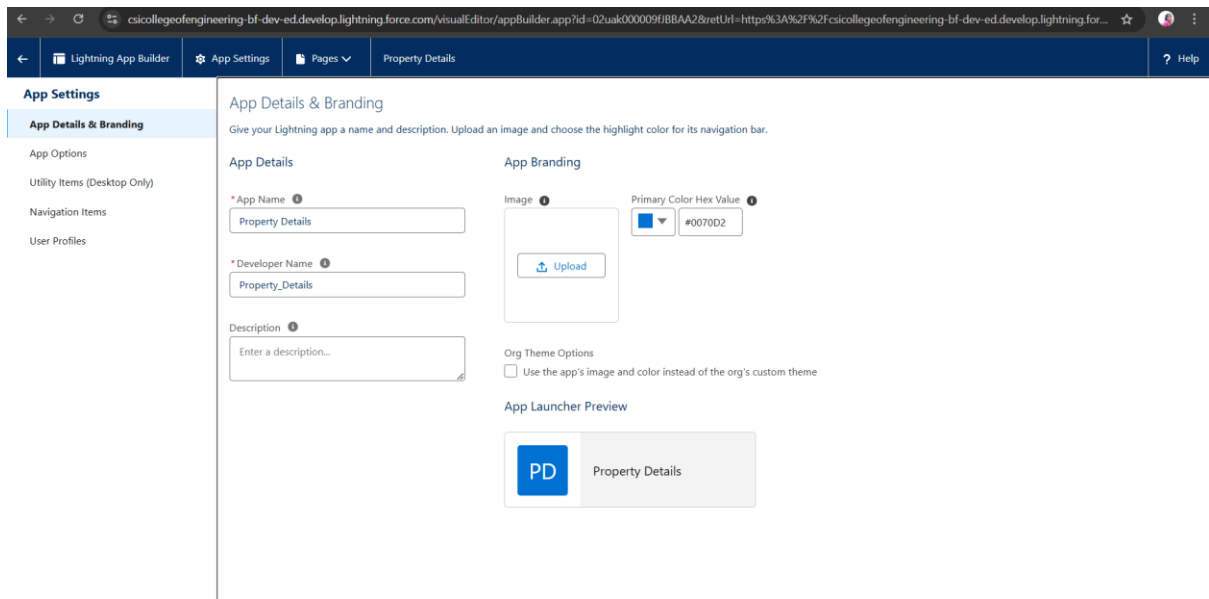 csicollegeofengineering-bf-dev-ed.develop.lightning.force.com/visualEditor/appBuilder.app?id=02uak000009fJBBAA2&retUrl=https%3A%2F%2Fcsicollegeofengineering-bf-dev-ed.develop.lightning.for...
Lightning App Builder
App Settings
Pages
Property Details
? Help
App Settings
App Details & Branding
App Options
Utility Items (Desktop Only)
Navigation Items
User Profiles
App Details & Branding
Give your Lightning app a name and description. Upload an image and choose the highlight color for its navigation bar.
App Details
*App Name
Property Details
*Developer Name
Property_Details
Description
Enter a description...
App Branding
Image
Upload
Primary Color Hex Value
#0070D2
Org Theme Options
Use the app's image and color instead of the org's custom theme
App Launcher Preview
PD
Property Details